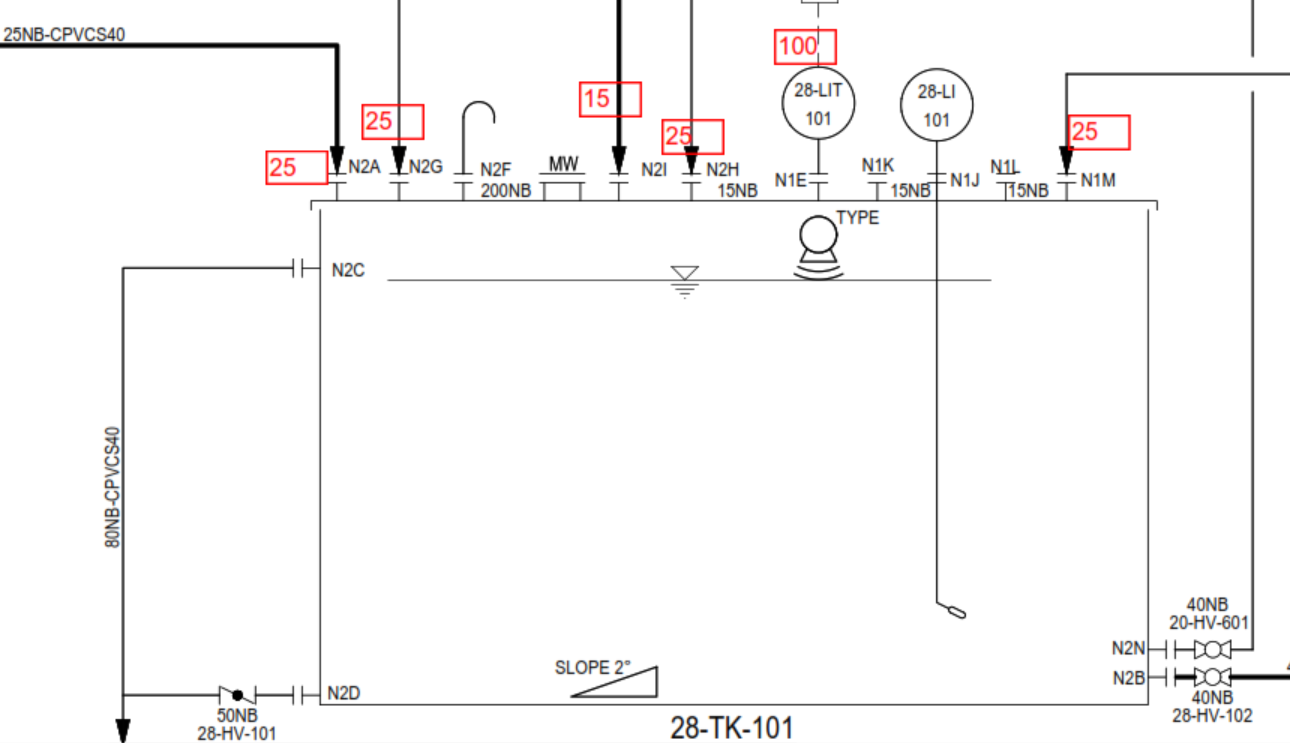 25NB-CPVCS40
100
28-LIT
101
28-LI
101
15
25
25
25
25
N2A
N2G
N2F
200NB
MW
N2I
N2H
15NB
N1E
N1K
15NB
N1J
N1L
15NB
N1M
TYPE
N2C
80NB-CPVCS40
40NB
20-HV-601
N2N
N2B
40NB
28-HV-102
SLOPE 2°
N2D
50NB
28-HV-101
28-TK-101